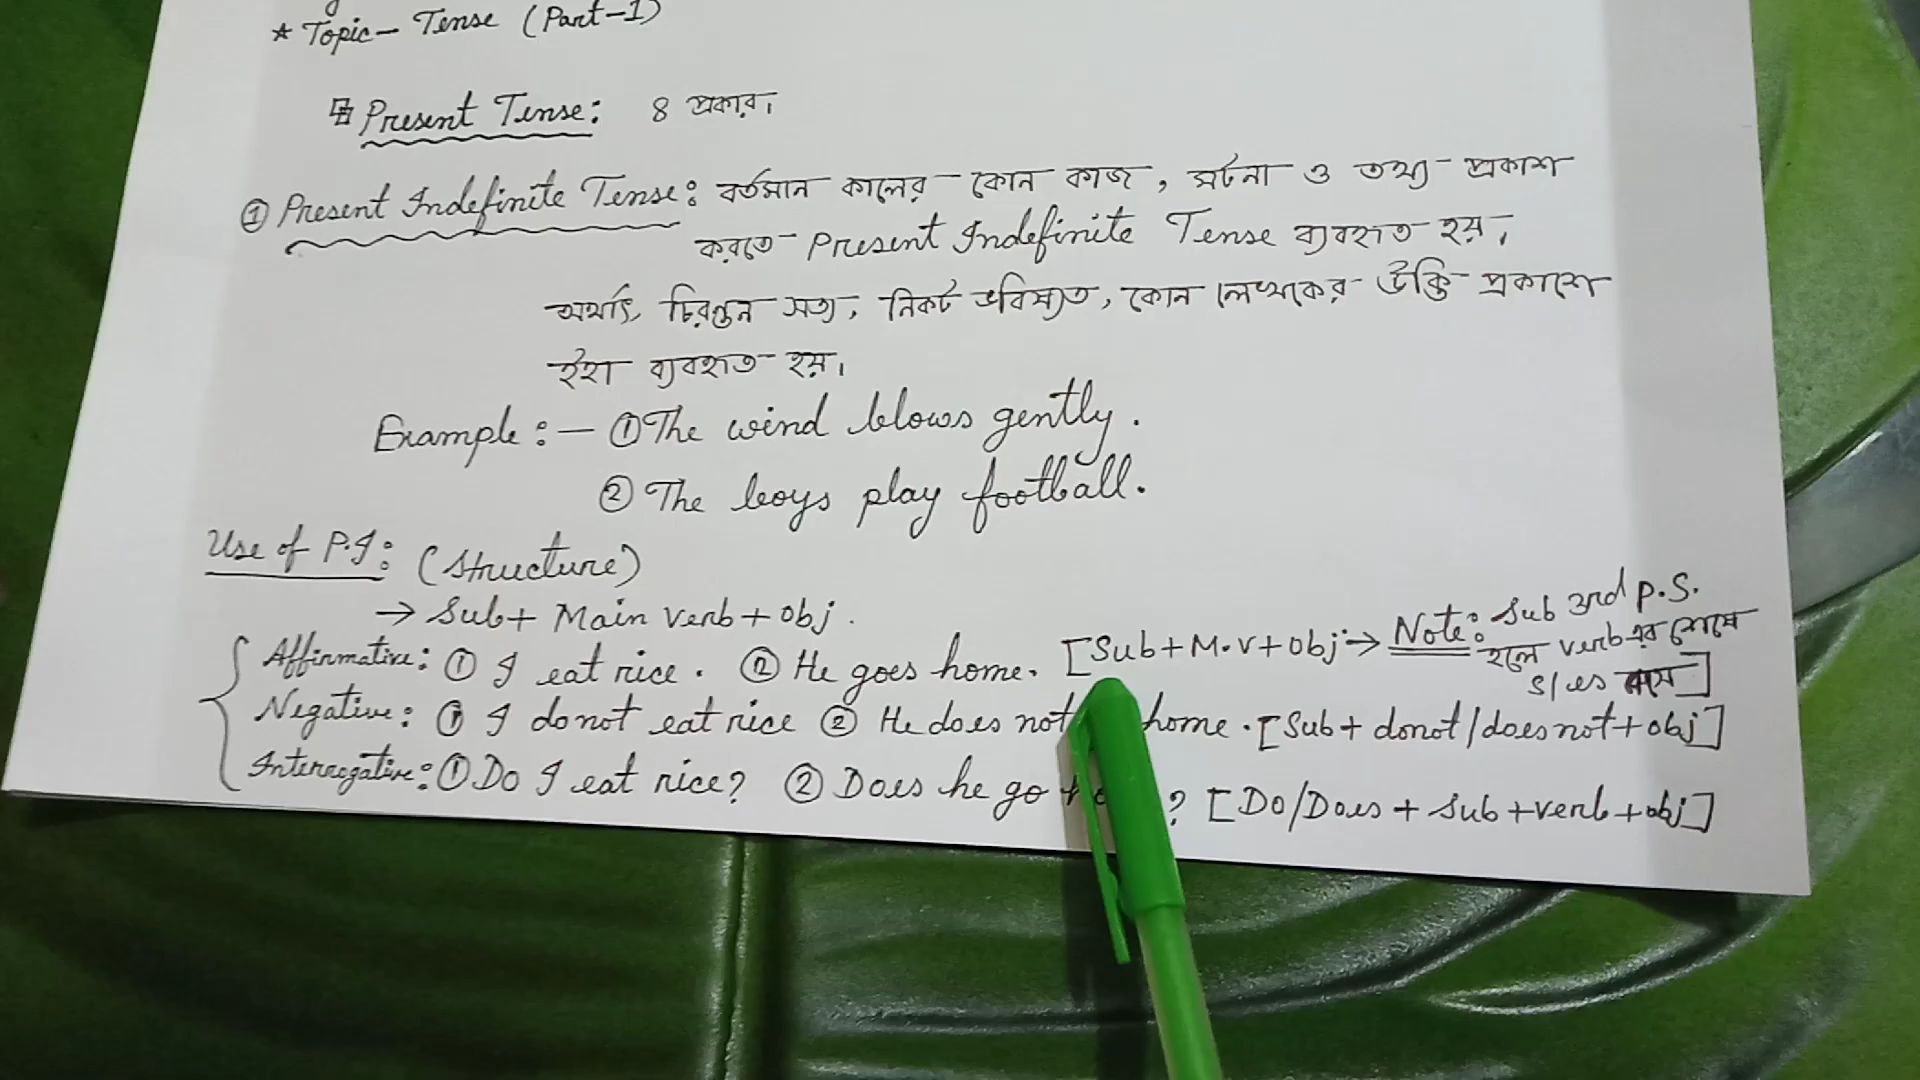 * Topic - Tense (Part-1)
Present Tense: ৪ প্রকার।
① Present Indefinite Tense: বর্তমান কালের কোন কাজ, ঘটনা ও তথ্য প্রকাশ
করতে Present Indefinite Tense ব্যবহৃত হয়।
অর্থাৎ, চিরন্তন সত্য, নিকট ভবিষ্যত, কোন লেখকের উক্তি প্রকাশে
ইহা ব্যবহৃত হয়।
Example :- ① The wind blows gently.
② The boys play football.
Use of P.I: (Structure)
→ Sub + Main verb + obj.
Affirmative: ① I eat rice. ② He goes home. [Sub + M.v + obj → Note: Sub 3rd P.S.
হলে verb এর শেষে
s/es বসে]
Negative: ① I do not eat rice ② He does not home. [Sub + donot/doesnot + obj]
Interrogative: ① Do I eat rice? ② Does he go ? [Do/Does + sub + verb + obj]